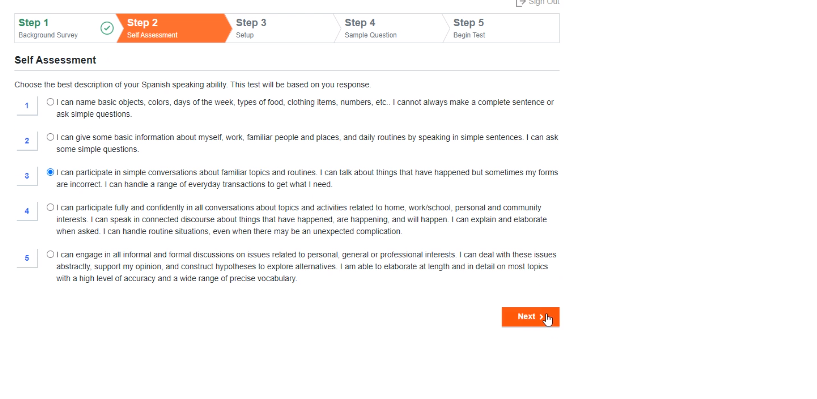 Sign Out
Step 1
Background Survey
Step 2
Self Assessment
Step 3
Setup
Step 4
Sample Question
Step 5
Begin Test
Self Assessment
Choose the best description of your Spanish speaking ability. This test will be based on you response.
1
I can name basic objects, colors, days of the week, types of food, clothing items, numbers, etc.. I cannot always make a complete sentence or
ask simple questions.
2
I can give some basic information about myself, work, familiar people and places, and daily routines by speaking in simple sentences. I can ask
some simple questions.
3
I can participate in simple conversations about familiar topics and routines. I can talk about things that have happened but sometimes my forms
are incorrect. I can handle a range of everyday transactions to get what I need.
4
I can participate fully and confidently in all conversations about topics and activities related to home, work/school, personal and community
interests. I can speak in connected discourse about things that have happened, are happening, and will happen. I can explain and elaborate
when asked. I can handle routine situations, even when there may be an unexpected complication.
5
I can engage in all informal and formal discussions on issues related to personal, general or professional interests. I can deal with these issues
abstractly, support my opinion, and construct hypotheses to explore alternatives. I am able to elaborate at length and in detail on most topics
with a high level of accuracy and a wide range of precise vocabulary.
Next